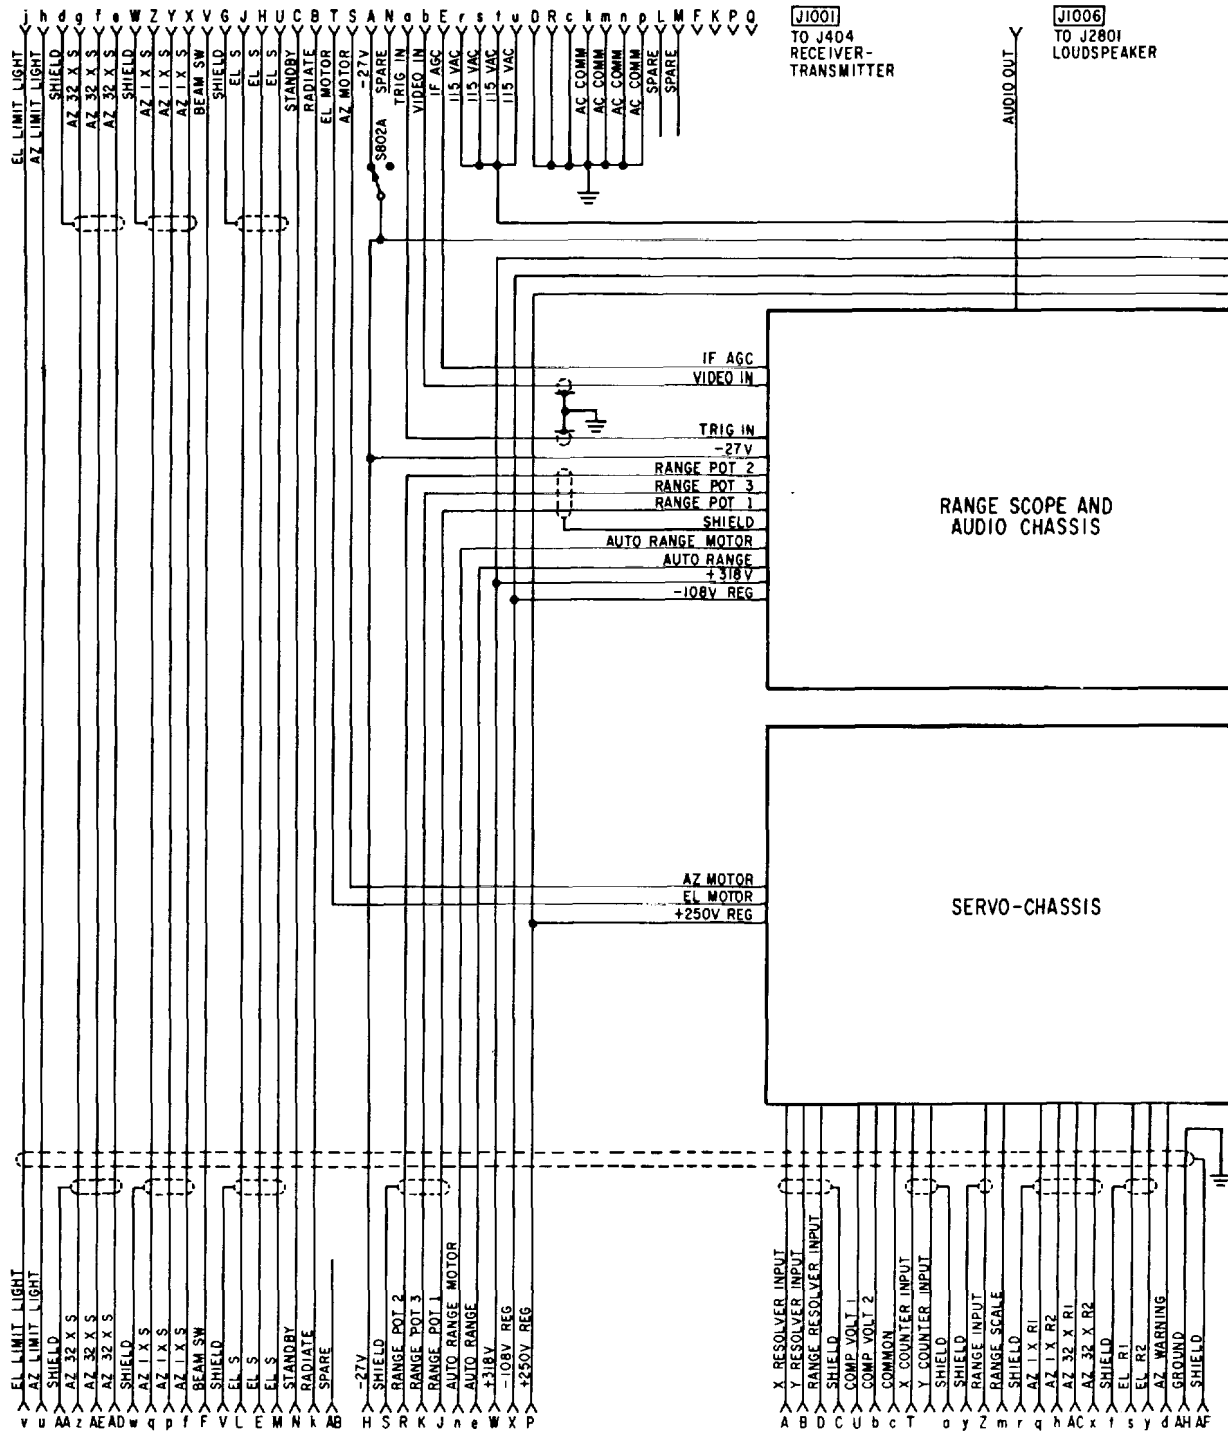 j h d g f e W Z Y X V G J H U C B T S A N a b E r s t u D R c k m n p L M F K P Q
EL LIMIT LIGHT
AZ LIMIT LIGHT
SHIELD
AZ 32 X S
AZ 32 X S
AZ 32 X S
SHIELD
AZ 1 X S
AZ 1 X S
AZ 1 X S
BEAM SW
SHIELD
EL S
EL S
EL S
STANDBY
RADIATE
EL MOTOR
AZ MOTOR
-27V
SPARE
TRIG IN
VIDEO IN
IF AGC
115 VAC
115 VAC
115 VAC
115 VAC
AC COMM
AC COMM
AC COMM
AC COMM
SPARE
SPARE
J1001
TO J404
RECEIVER-
TRANSMITTER
AUDIO OUT
J1006
TO J2801
LOUDSPEAKER
S802A
IF AGC
VIDEO IN
TRIG IN
-27V
RANGE POT 2
RANGE POT 3
RANGE POT 1
SHIELD
AUTO RANGE MOTOR
AUTO RANGE
+318V
-108V REG
RANGE SCOPE AND
AUDIO CHASSIS
AZ MOTOR
EL MOTOR
+250V REG
SERVO-CHASSIS
EL LIMIT LIGHT
AZ LIMIT LIGHT
SHIELD
AZ 32 X S
AZ 32 X S
AZ 32 X S
SHIELD
AZ 1 X S
AZ 1 X S
AZ 1 X S
BEAM SW
SHIELD
EL S
EL S
EL S
STANDBY
RADIATE
SPARE
-27V
SHIELD
RANGE POT 2
RANGE POT 3
RANGE POT 1
AUTO RANGE MOTOR
AUTO RANGE
+318V
-108V REG
+250V REG
X RESOLVER INPUT
Y RESOLVER INPUT
RANGE RESOLVER INPUT
SHIELD
COMP VOLT 1
COMP VOLT 2
COMMON
X COUNTER INPUT
Y COUNTER INPUT
SHIELD
SHIELD
RANGE INPUT
RANGE SCALE
SHIELD
AZ 1 X R1
AZ 1 X R2
AZ 32 X R1
AZ 32 X R2
SHIELD
EL R1
EL R2
AZ WARNING
GROUND
SHIELD
v u AA z AE AD w q p f F V L E M N k AB H S R K J n e W X P A B D C U b c T a y Z m r q h AC x t s y d AH AF